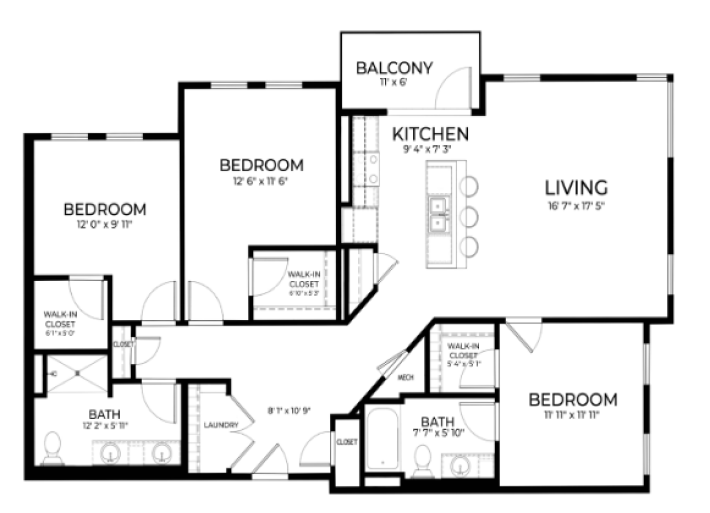 BALCONY
11' x 6'
KITCHEN
9' 4" x 7' 3"
BEDROOM
12' 6" x 11' 6"
LIVING
16' 7" x 17' 5"
BEDROOM
12' 0" x 9' 11"
WALK-IN
CLOSET
6'10" x 5' 3"
WALK-IN
CLOSET
6'1" x 5'0"
CLOSET
WALK-IN
CLOSET
5' 4" x 5' 1"
MECH
BEDROOM
11' 11" x 11' 11"
BATH
12' 2" x 5' 11"
LAUNDRY
8' 1" x 10' 9"
CLOSET
BATH
7' 7" x 5' 10"